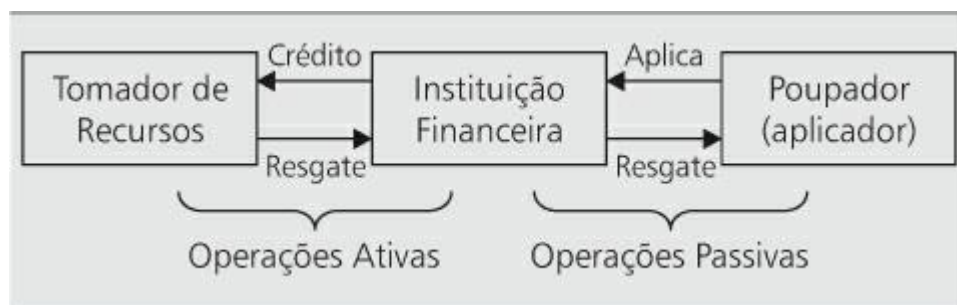 Crédito
Aplica
Tomador de
Recursos
Instituição
Financeira
Poupador
(aplicador)
Resgate
Resgate
Operações Ativas
Operações Passivas